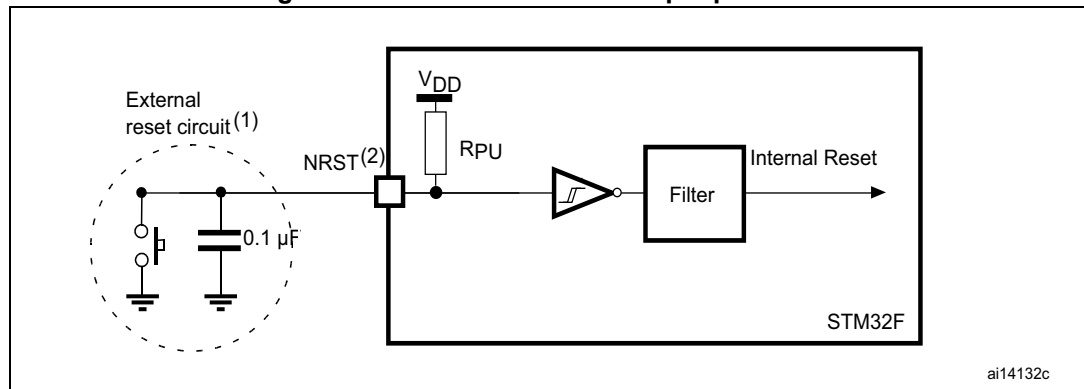 External
reset circuit(1)
NRST(2)
VDD
RPU
0.1 µF
Filter
Internal Reset
STM32F
ai14132c